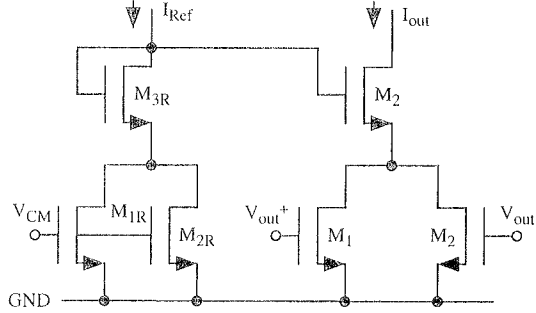 I_Ref I_out
M_3R M_2
V_CM M_1R M_2R V_out+ M_1 M_2 V_out
GND